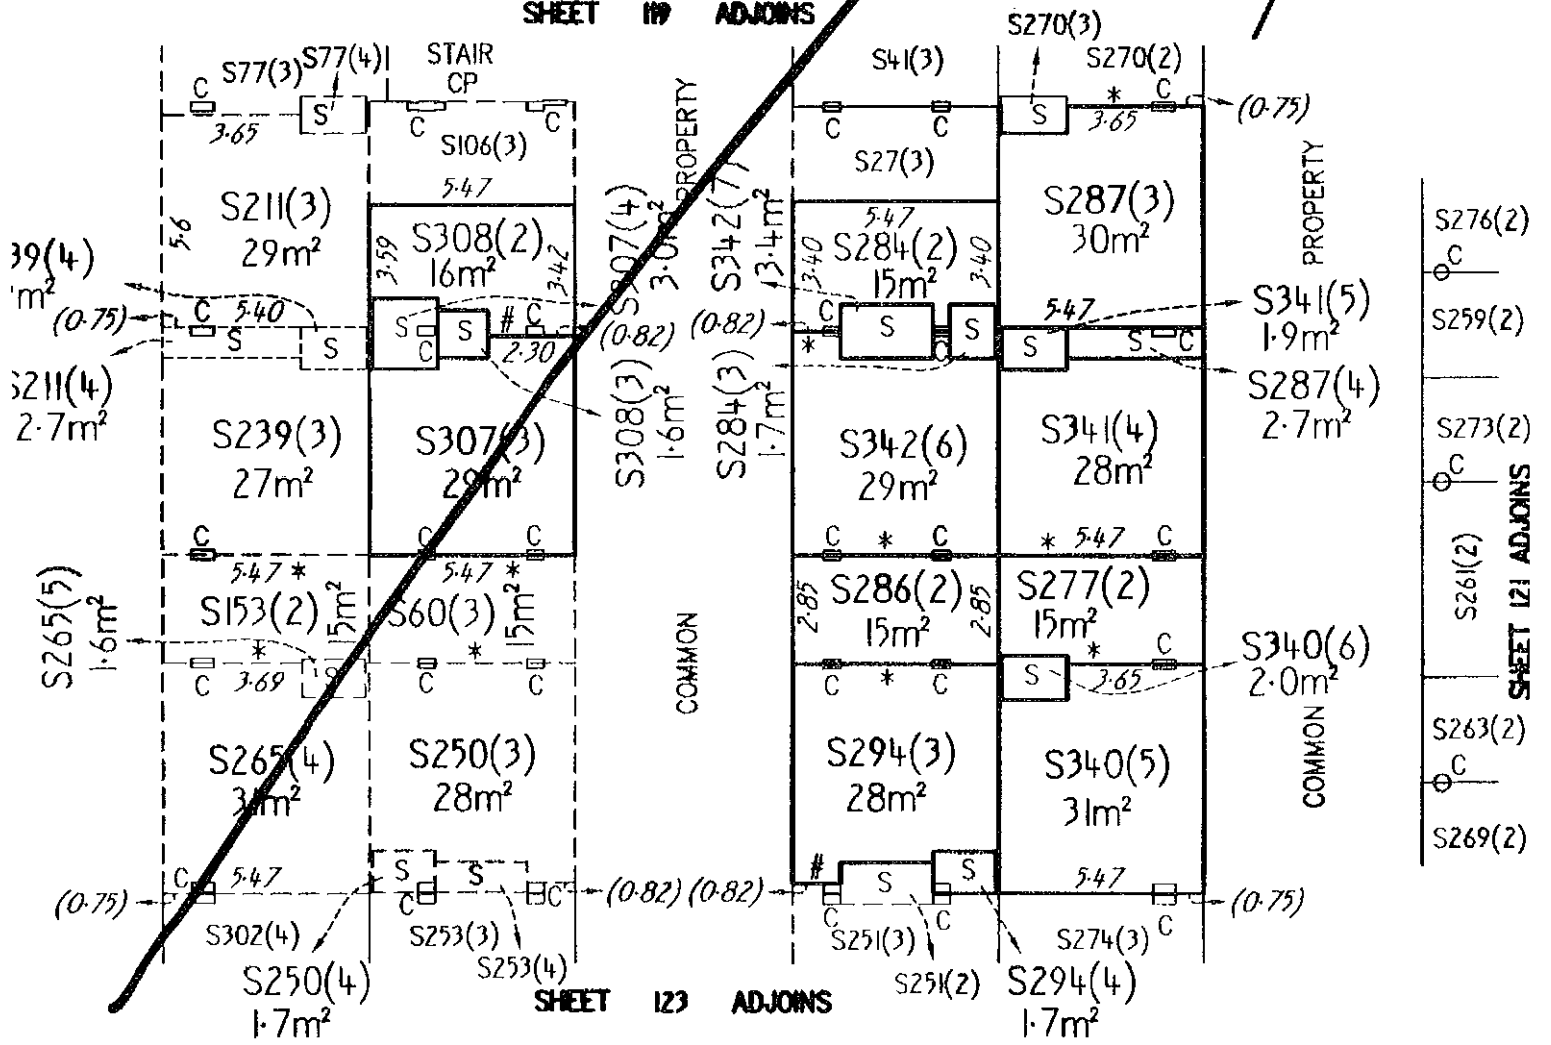 SHEET 119 ADJOINS
S270(3)
S77(3) S77(4) STAIR CP S41(3) S270(2)
C C C C C C *
S S
3.65 3.65 (0.75)
S106(3) S27(3)
5.47 5.47
S211(3) 29m²
5.6
S308(2) 16m²
3.59 3.42
S307(4) 3.0m²
PROPERTY
S342(7) 3.4m²
S284(2) 15m²
3.40 3.40
S287(3) 30m²
PROPERTY
39(4)
m²
(0.75) C 5.40 S S
S S C # C 2.30 (0.82)
(0.82) C * S C S
5.47 S S C
S341(5) 1.9m²
S211(4) 2.7m²
S308(3) 1.6m²
S284(3) 1.7m²
S287(4) 2.7m²
S239(3) 27m²
S307(3) 29m²
S342(6) 29m²
S341(4) 28m²
C C C C * C * 5.47 C
5.47 * 5.47 *
S265(5) 1.6m²
S153(2) 15m²
S60(3) 15m²
COMMON
2.85 S286(2) 15m² 2.85
S277(2) 15m²
* * *
C 3.69 S C C C * C S 3.65 C
S340(6) 2.0m²
S265(4) 31m²
S250(3) 28m²
S294(3) 28m²
S340(5) 31m²
COMMON
(0.75) C 5.47 S C S C (0.82)
(0.82) # C S C S 5.47 C (0.75)
S302(4) S253(3) S251(3) S274(3)
S250(4) 1.7m²
S253(4)
S251(2)
S294(4) 1.7m²
SHEET 123 ADJOINS
S276(2)
C
S259(2)
S273(2)
C
S261(2)
S263(2)
C
S269(2)
SHEET 121 ADJOINS